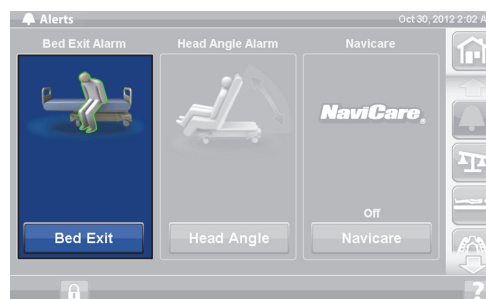 Alerts
Oct 30, 2012 2:02 A
Bed Exit Alarm
Head Angle Alarm
Navicare
NaviCare®
Off
Bed Exit
Head Angle
Navicare
?